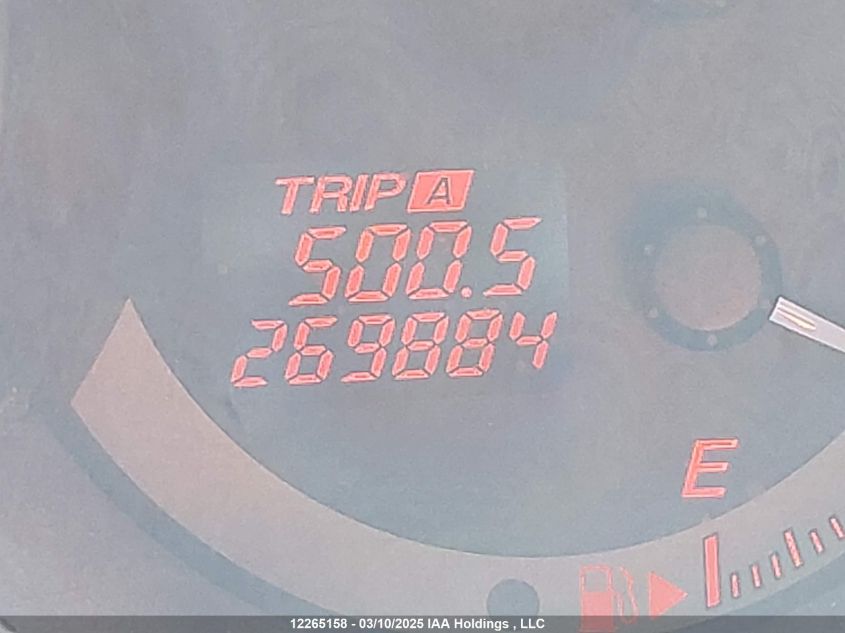 TRIP A
500.5
269884
E
12265158 - 03/10/2025 IAA Holdings , LLC